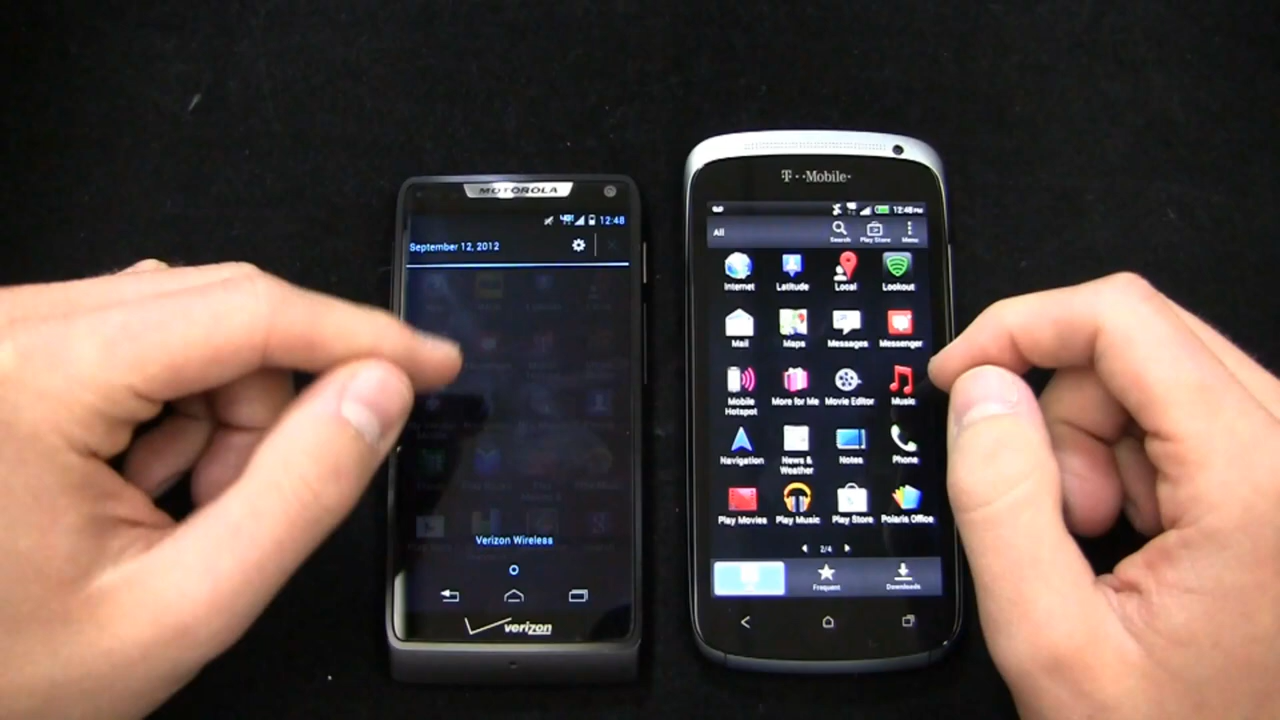 MOTOROLA
4G
12:48
September 12, 2012
Verizon Wireless
verizon
T··Mobile·
12:48 PM
All
Search
Play Store
Menu
Internet
Latitude
Local
Lookout
Mail
Maps
Messages
Messenger
Mobile
Hotspot
More for Me
Movie Editor
Music
Navigation
News &
Weather
Notes
Phone
Play Movies
Play Music
Play Store
Polaris Office
2/4
Frequent
Downloads